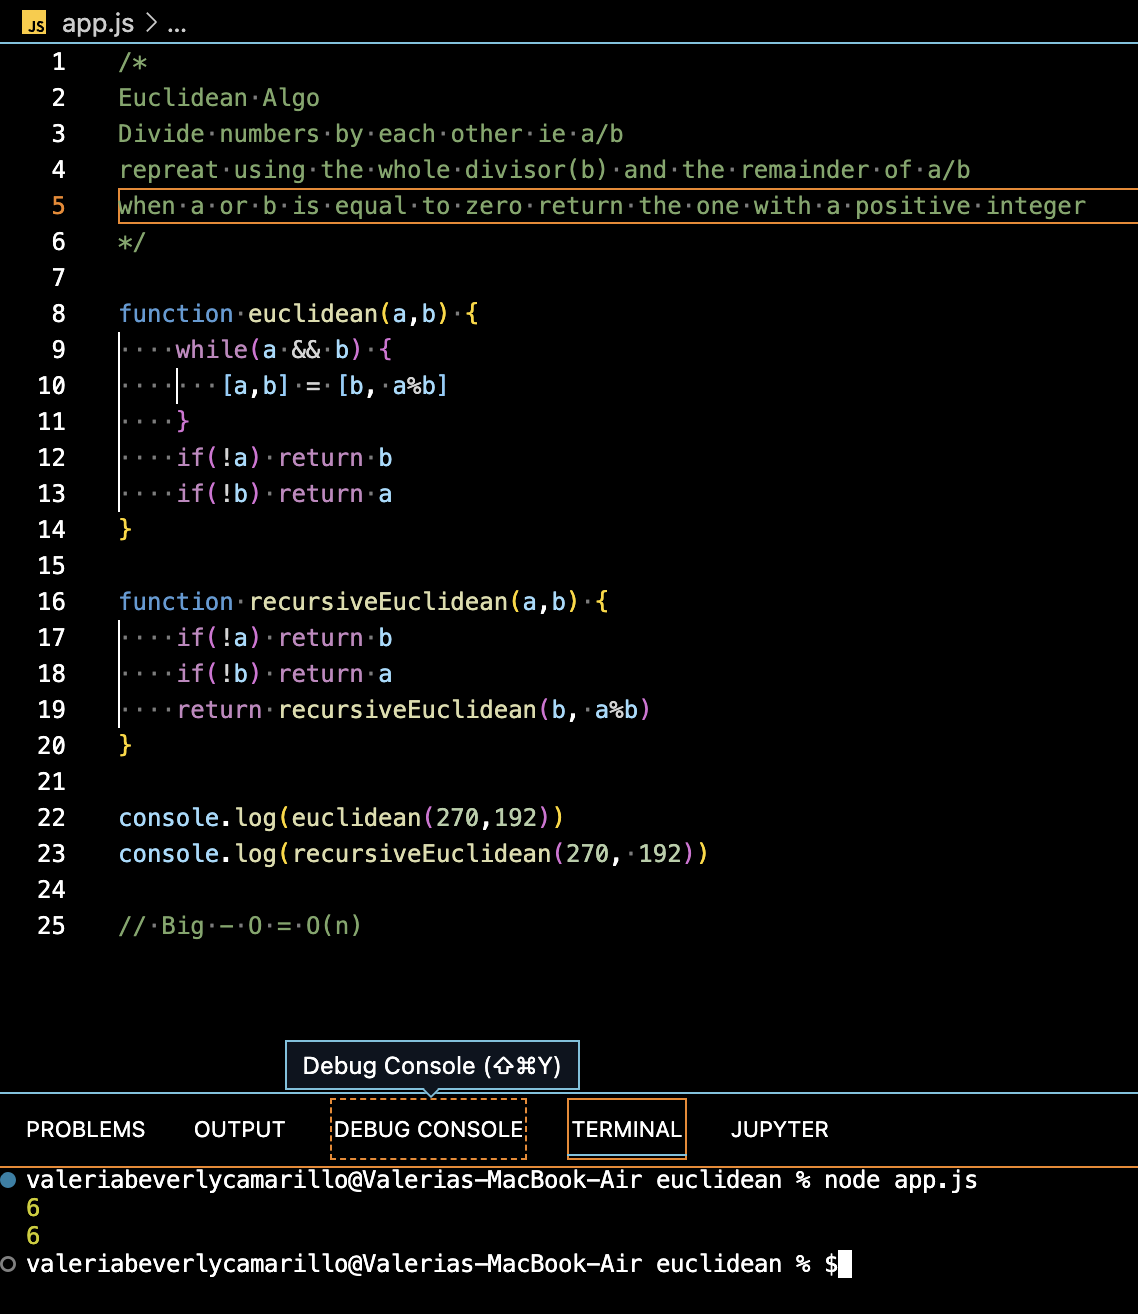 JS app.js > ...
1 /*
2 Euclidean Algo
3 Divide numbers by each other ie a/b
4 repreat using the whole divisor(b) and the remainder of a/b
5 when a or b is equal to zero return the one with a positive integer
6 */
7
8 function euclidean(a,b) {
9     while(a && b) {
10        [a,b] = [b, a%b]
11     }
12     if(!a) return b
13     if(!b) return a
14 }
15
16 function recursiveEuclidean(a,b) {
17     if(!a) return b
18     if(!b) return a
19     return recursiveEuclidean(b, a%b)
20 }
21
22 console.log(euclidean(270,192))
23 console.log(recursiveEuclidean(270, 192))
24
25 // Big - O = O(n)
Debug Console (⇧⌘Y)
PROBLEMS OUTPUT DEBUG CONSOLE TERMINAL JUPYTER
valeriabeverlycamarillo@Valerias-MacBook-Air euclidean % node app.js
6
6
valeriabeverlycamarillo@Valerias-MacBook-Air euclidean % $